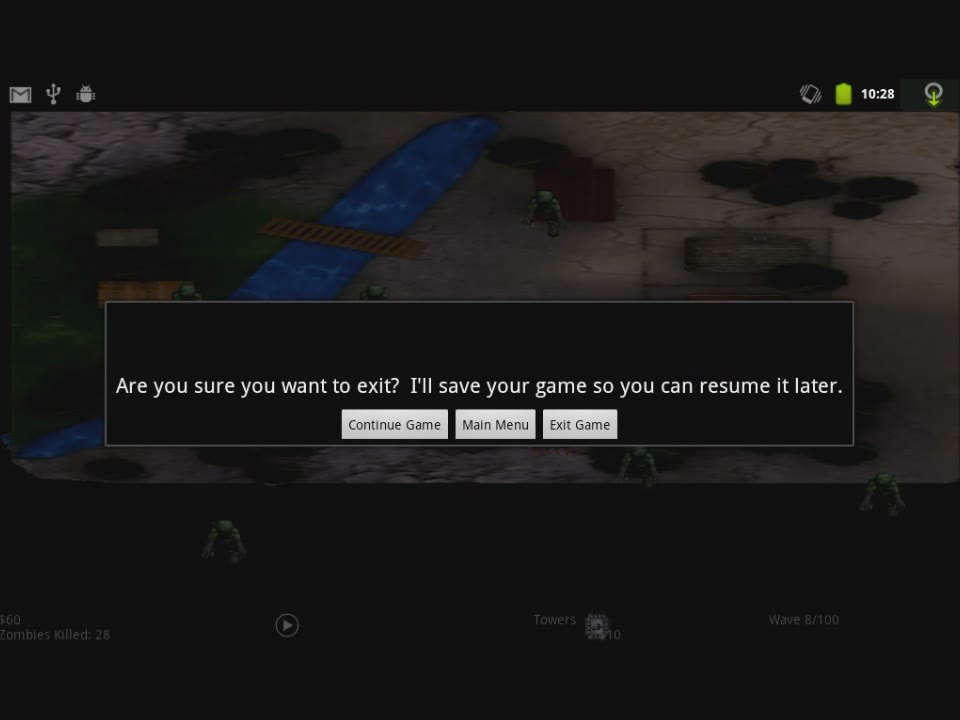 10:28
Are you sure you want to exit?  I'll save your game so you can resume it later.
Continue Game
Main Menu
Exit Game
$60
Zombies Killed: 28
Towers
Wave 8/100